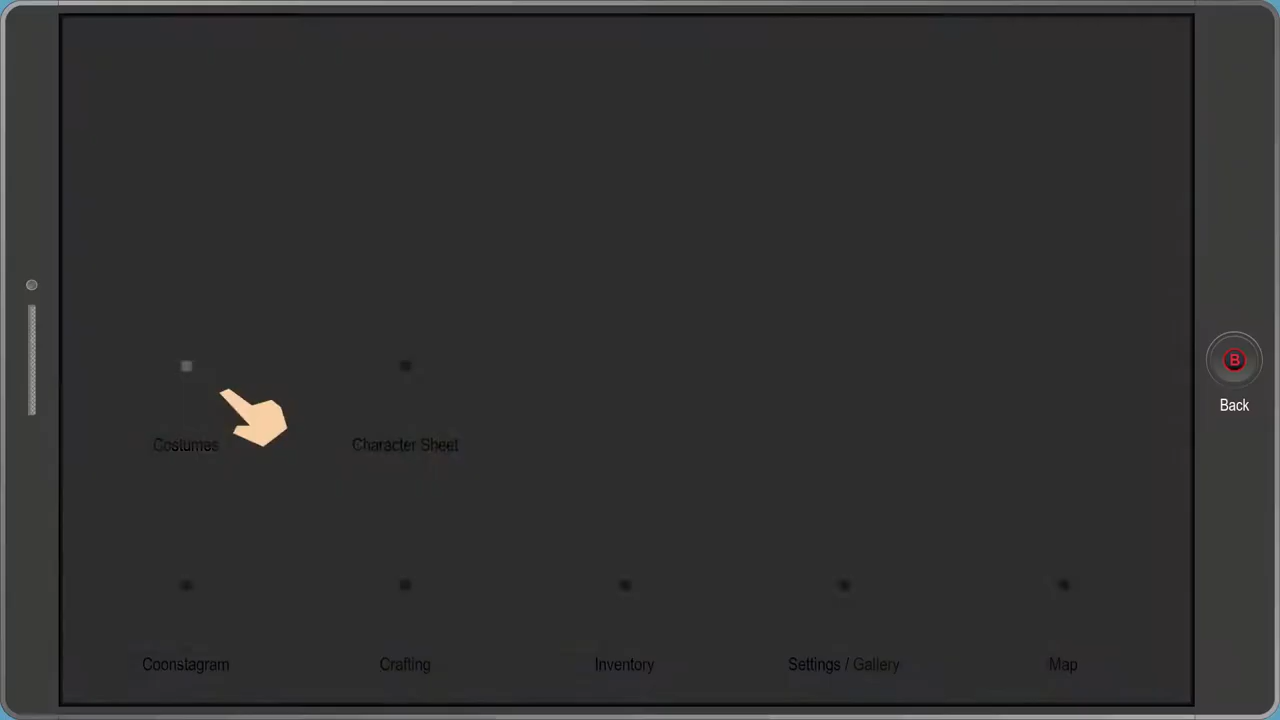 B
Back
Costumes
Character Sheet
Coonstagram
Crafting
Inventory
Settings / Gallery
Map